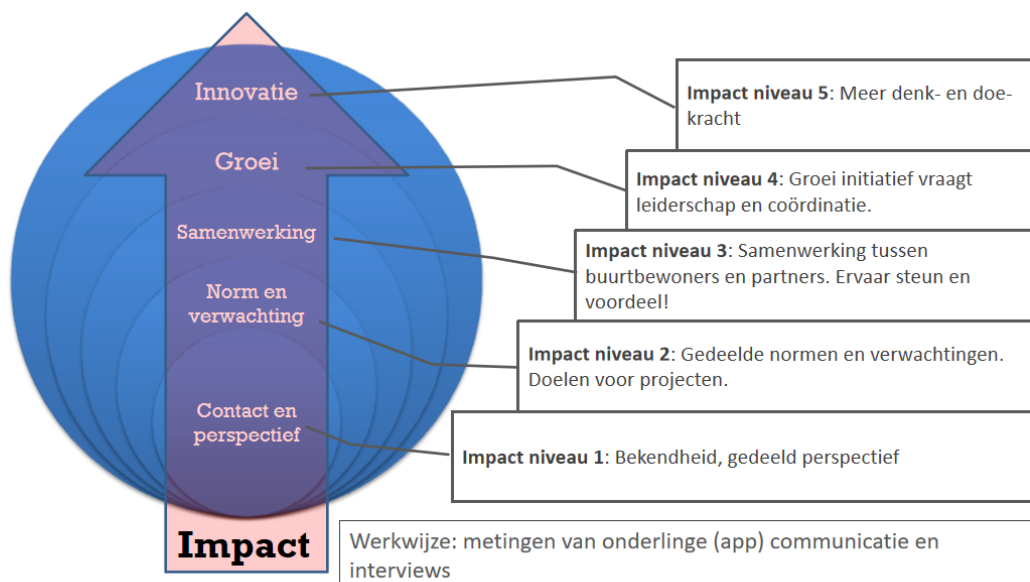 Innovatie
Groei
Samenwerking
Norm en
verwachting
Contact en
perspectief
Impact
Impact niveau 5: Meer denk- en doe-
kracht
Impact niveau 4: Groei initiatief vraagt
leiderschap en coördinatie.
Impact niveau 3: Samenwerking tussen
buurtbewoners en partners. Ervaar steun en
voordeel!
Impact niveau 2: Gedeelde normen en verwachtingen.
Doelen voor projecten.
Impact niveau 1: Bekendheid, gedeeld perspectief
Werkwijze: metingen van onderlinge (app) communicatie en
interviews